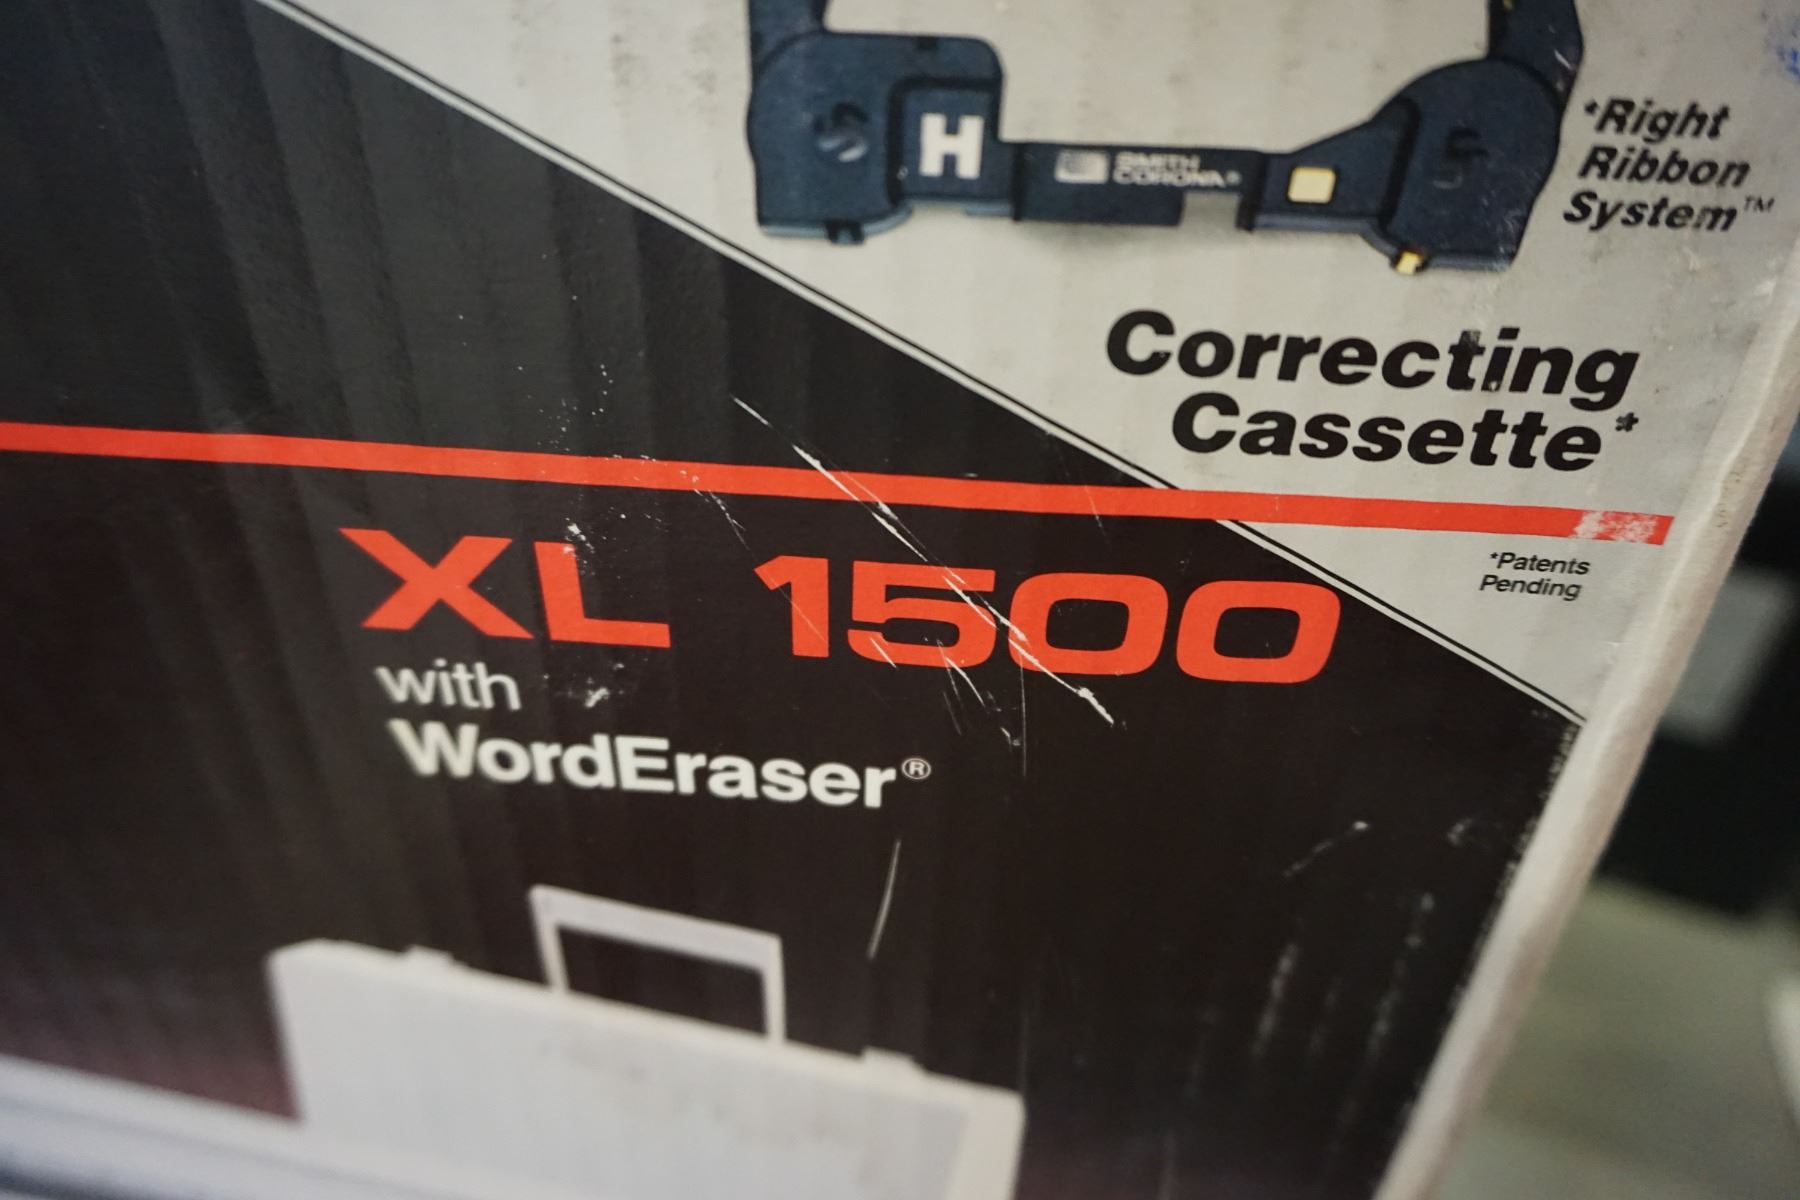 H
SMITH
CORONA®
*Right
Ribbon
System™
Correcting
Cassette*
*Patents
Pending
XL 1500
with
WordEraser®